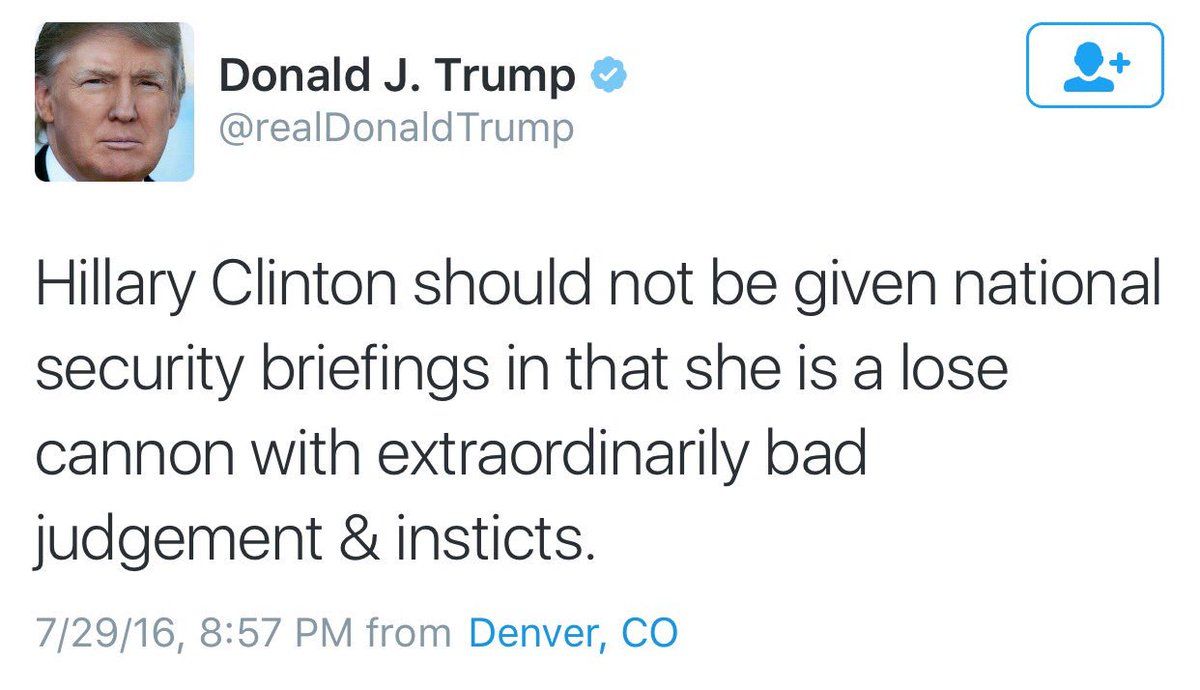 Donald J. Trump
@realDonaldTrump
Hillary Clinton should not be given national
security briefings in that she is a lose
cannon with extraordinarily bad
judgement & insticts.
7/29/16, 8:57 PM from Denver, CO